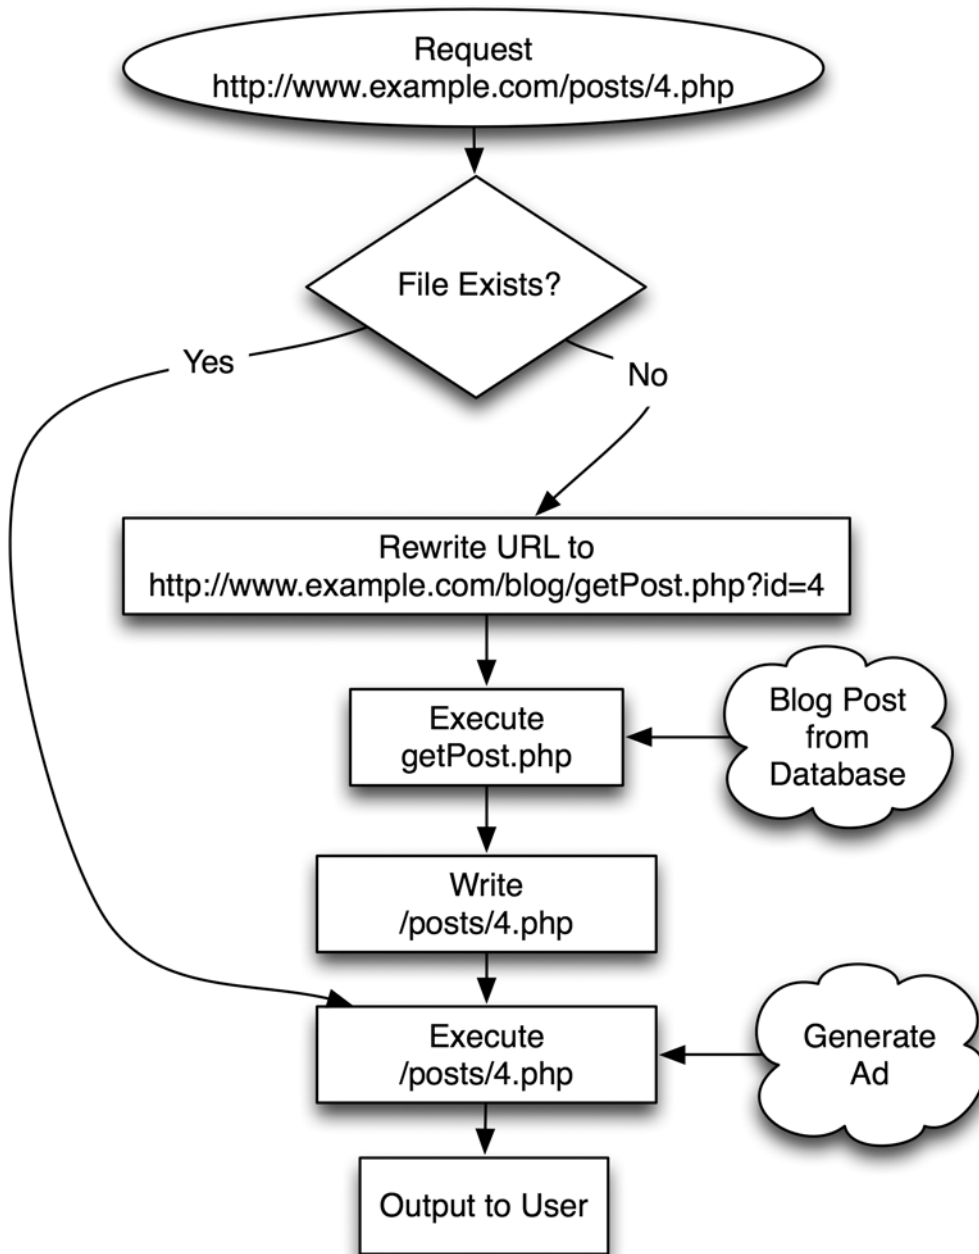 Request
http://www.example.com/posts/4.php
File Exists?
Yes
No
Rewrite URL to
http://www.example.com/blog/getPost.php?id=4
Execute
getPost.php
Blog Post
from
Database
Write
/posts/4.php
Execute
/posts/4.php
Generate
Ad
Output to User